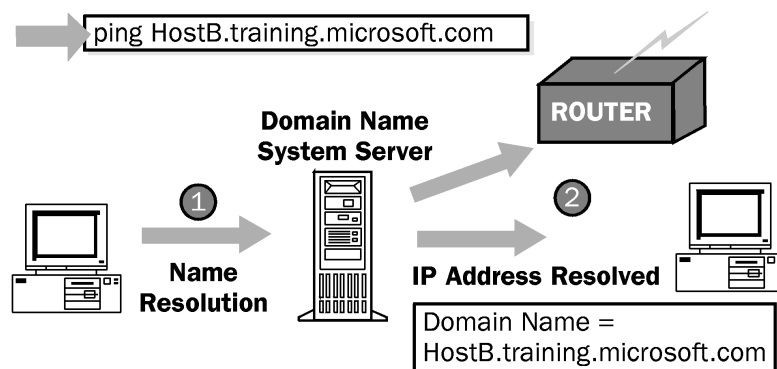 ping HostB.training.microsoft.com
ROUTER
Domain Name
System Server
1
2
Name
Resolution
IP Address Resolved
Domain Name =
HostB.training.microsoft.com